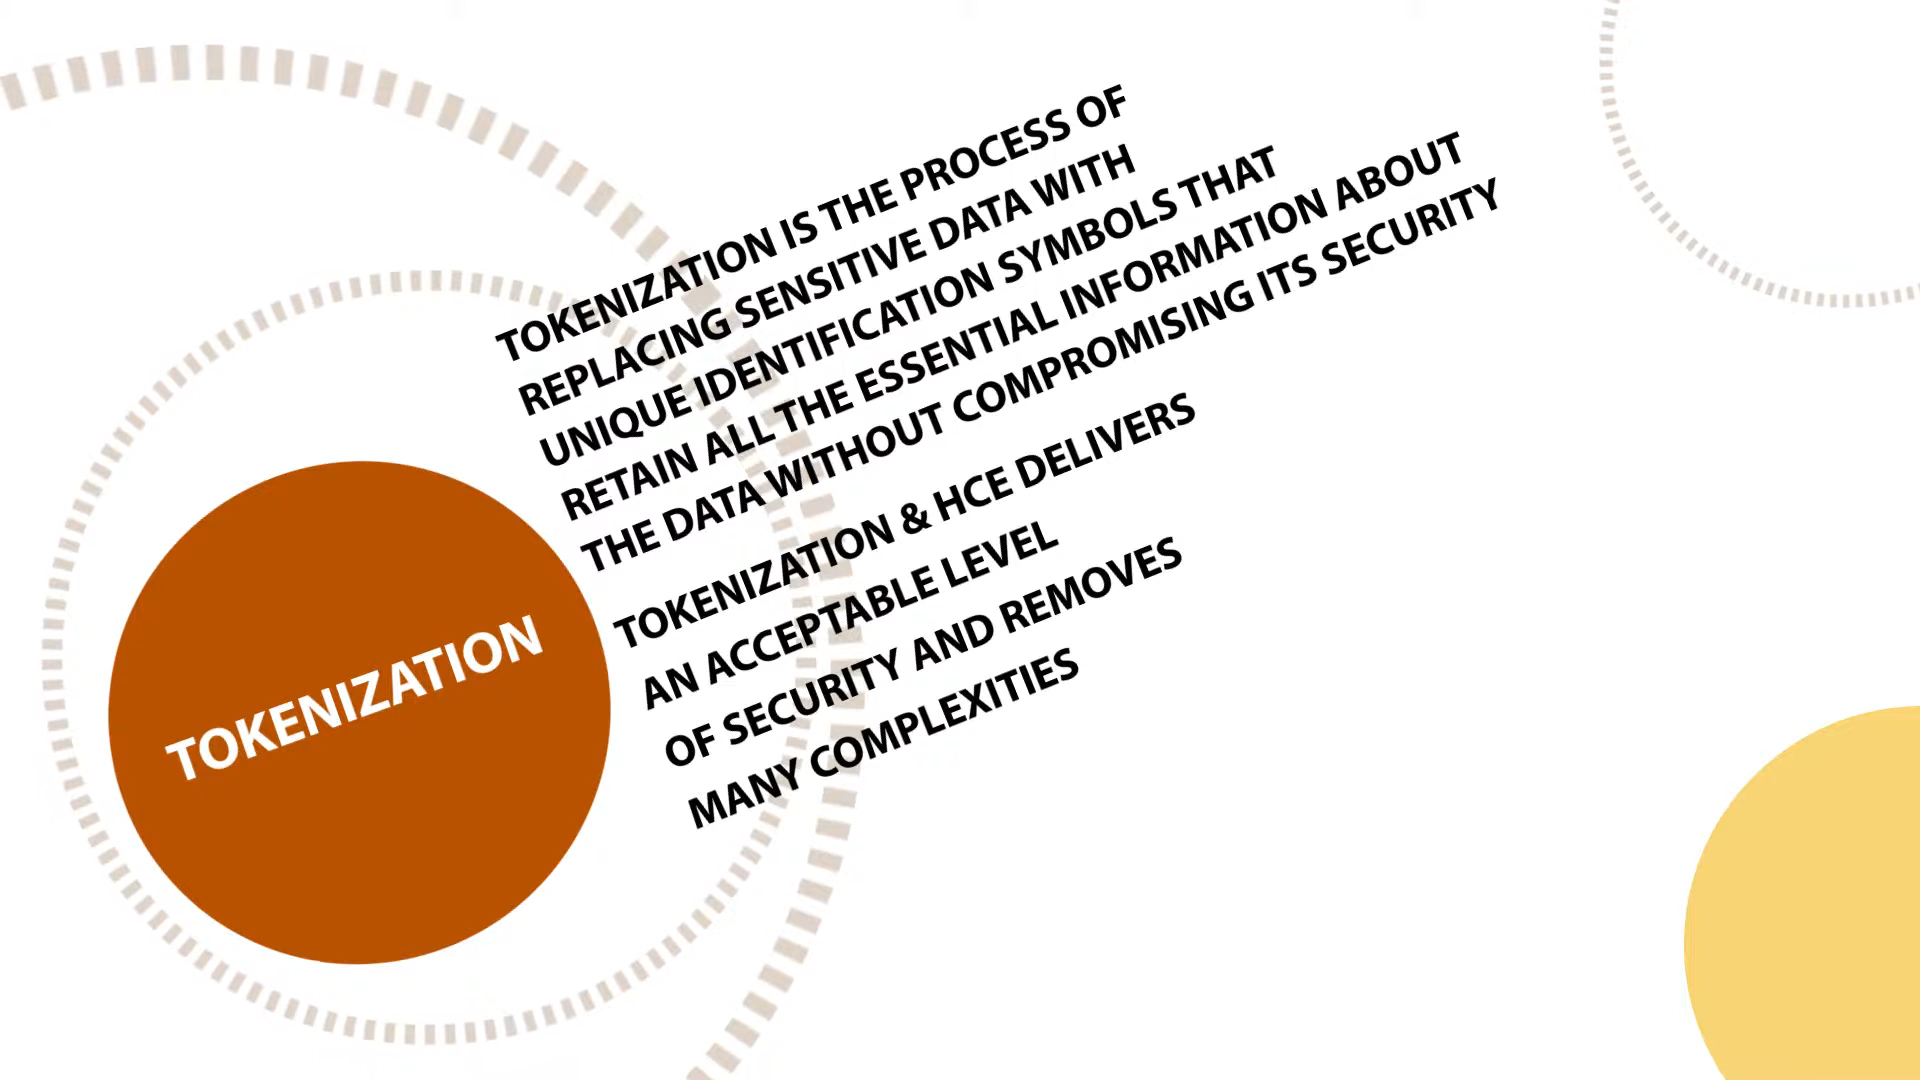 TOKENIZATION
TOKENIZATION IS THE PROCESS OF
REPLACING SENSITIVE DATA WITH
UNIQUE IDENTIFICATION SYMBOLS THAT
RETAIN ALL THE ESSENTIAL INFORMATION ABOUT
THE DATA WITHOUT COMPROMISING ITS SECURITY
TOKENIZATION & HCE DELIVERS
AN ACCEPTABLE LEVEL
OF SECURITY AND REMOVES
MANY COMPLEXITIES